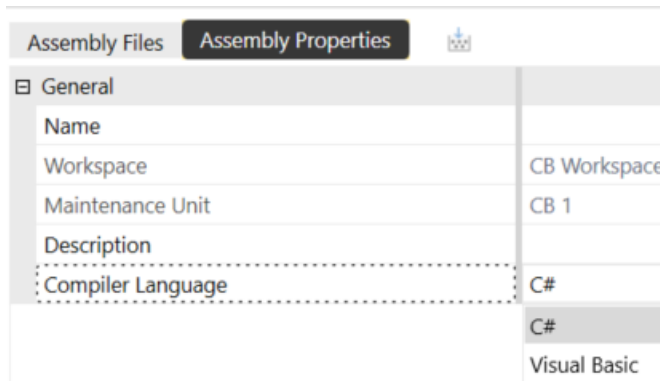 Assembly Files Assembly Properties
General
Name
Workspace CB Workspace
Maintenance Unit CB 1
Description
Compiler Language C#
C#
Visual Basic